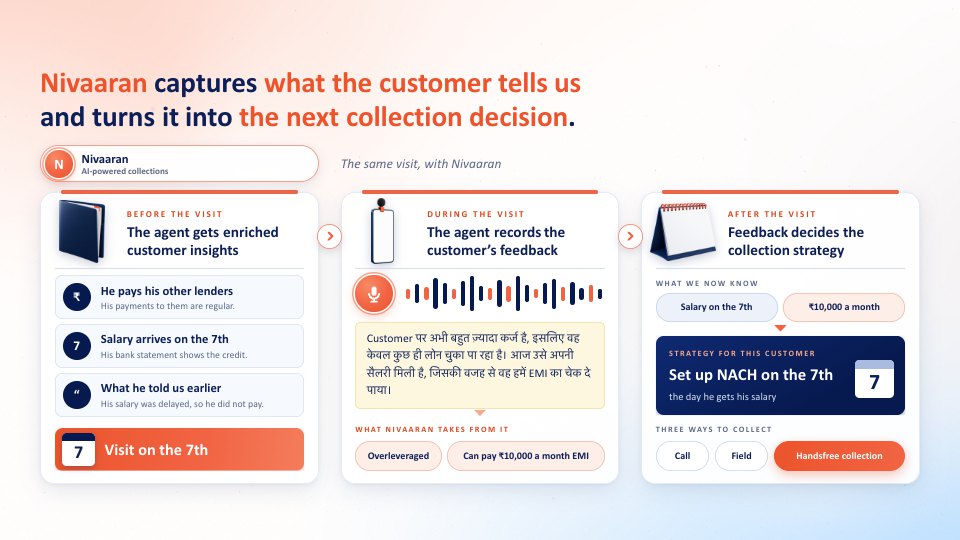 Nivaaran captures what the customer tells us
and turns it into the next collection decision.
N
Nivaaran
AI-powered collections
The same visit, with Nivaaran
BEFORE THE VISIT
The agent gets enriched
customer insights
₹
He pays his other lenders
His payments to them are regular.
7
Salary arrives on the 7th
His bank statement shows the credit.
“
What he told us earlier
His salary was delayed, so he did not pay.
7
Visit on the 7th
DURING THE VISIT
The agent records the
customer’s feedback
Customer पर अभी बहुत ज़्यादा कर्ज है, इसलिए वह
केवल कुछ ही लोन चुका पा रहा है। आज उसे अपनी
सैलरी मिली है, जिसकी वजह से वह हमें EMI का चेक दे
पाया।
WHAT NIVAARAN TAKES FROM IT
Overleveraged
Can pay ₹10,000 a month EMI
AFTER THE VISIT
Feedback decides the
collection strategy
WHAT WE NOW KNOW
Salary on the 7th
₹10,000 a month
STRATEGY FOR THIS CUSTOMER
Set up NACH on the 7th
the day he gets his salary
7
THREE WAYS TO COLLECT
Call
Field
Handsfree collection